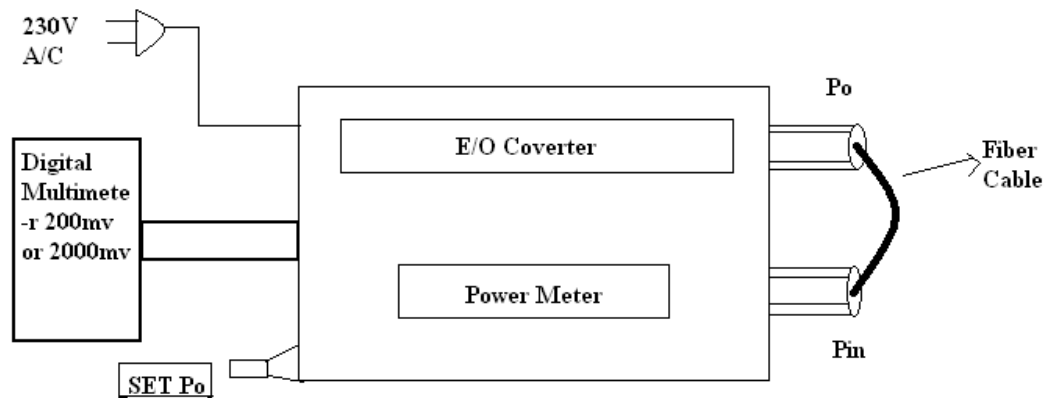 230V
A/C
Po
E/O Coverter
Fiber
Cable
Digital
Multimete
-r 200mv
or 2000mv
Power Meter
Pin
SET Po